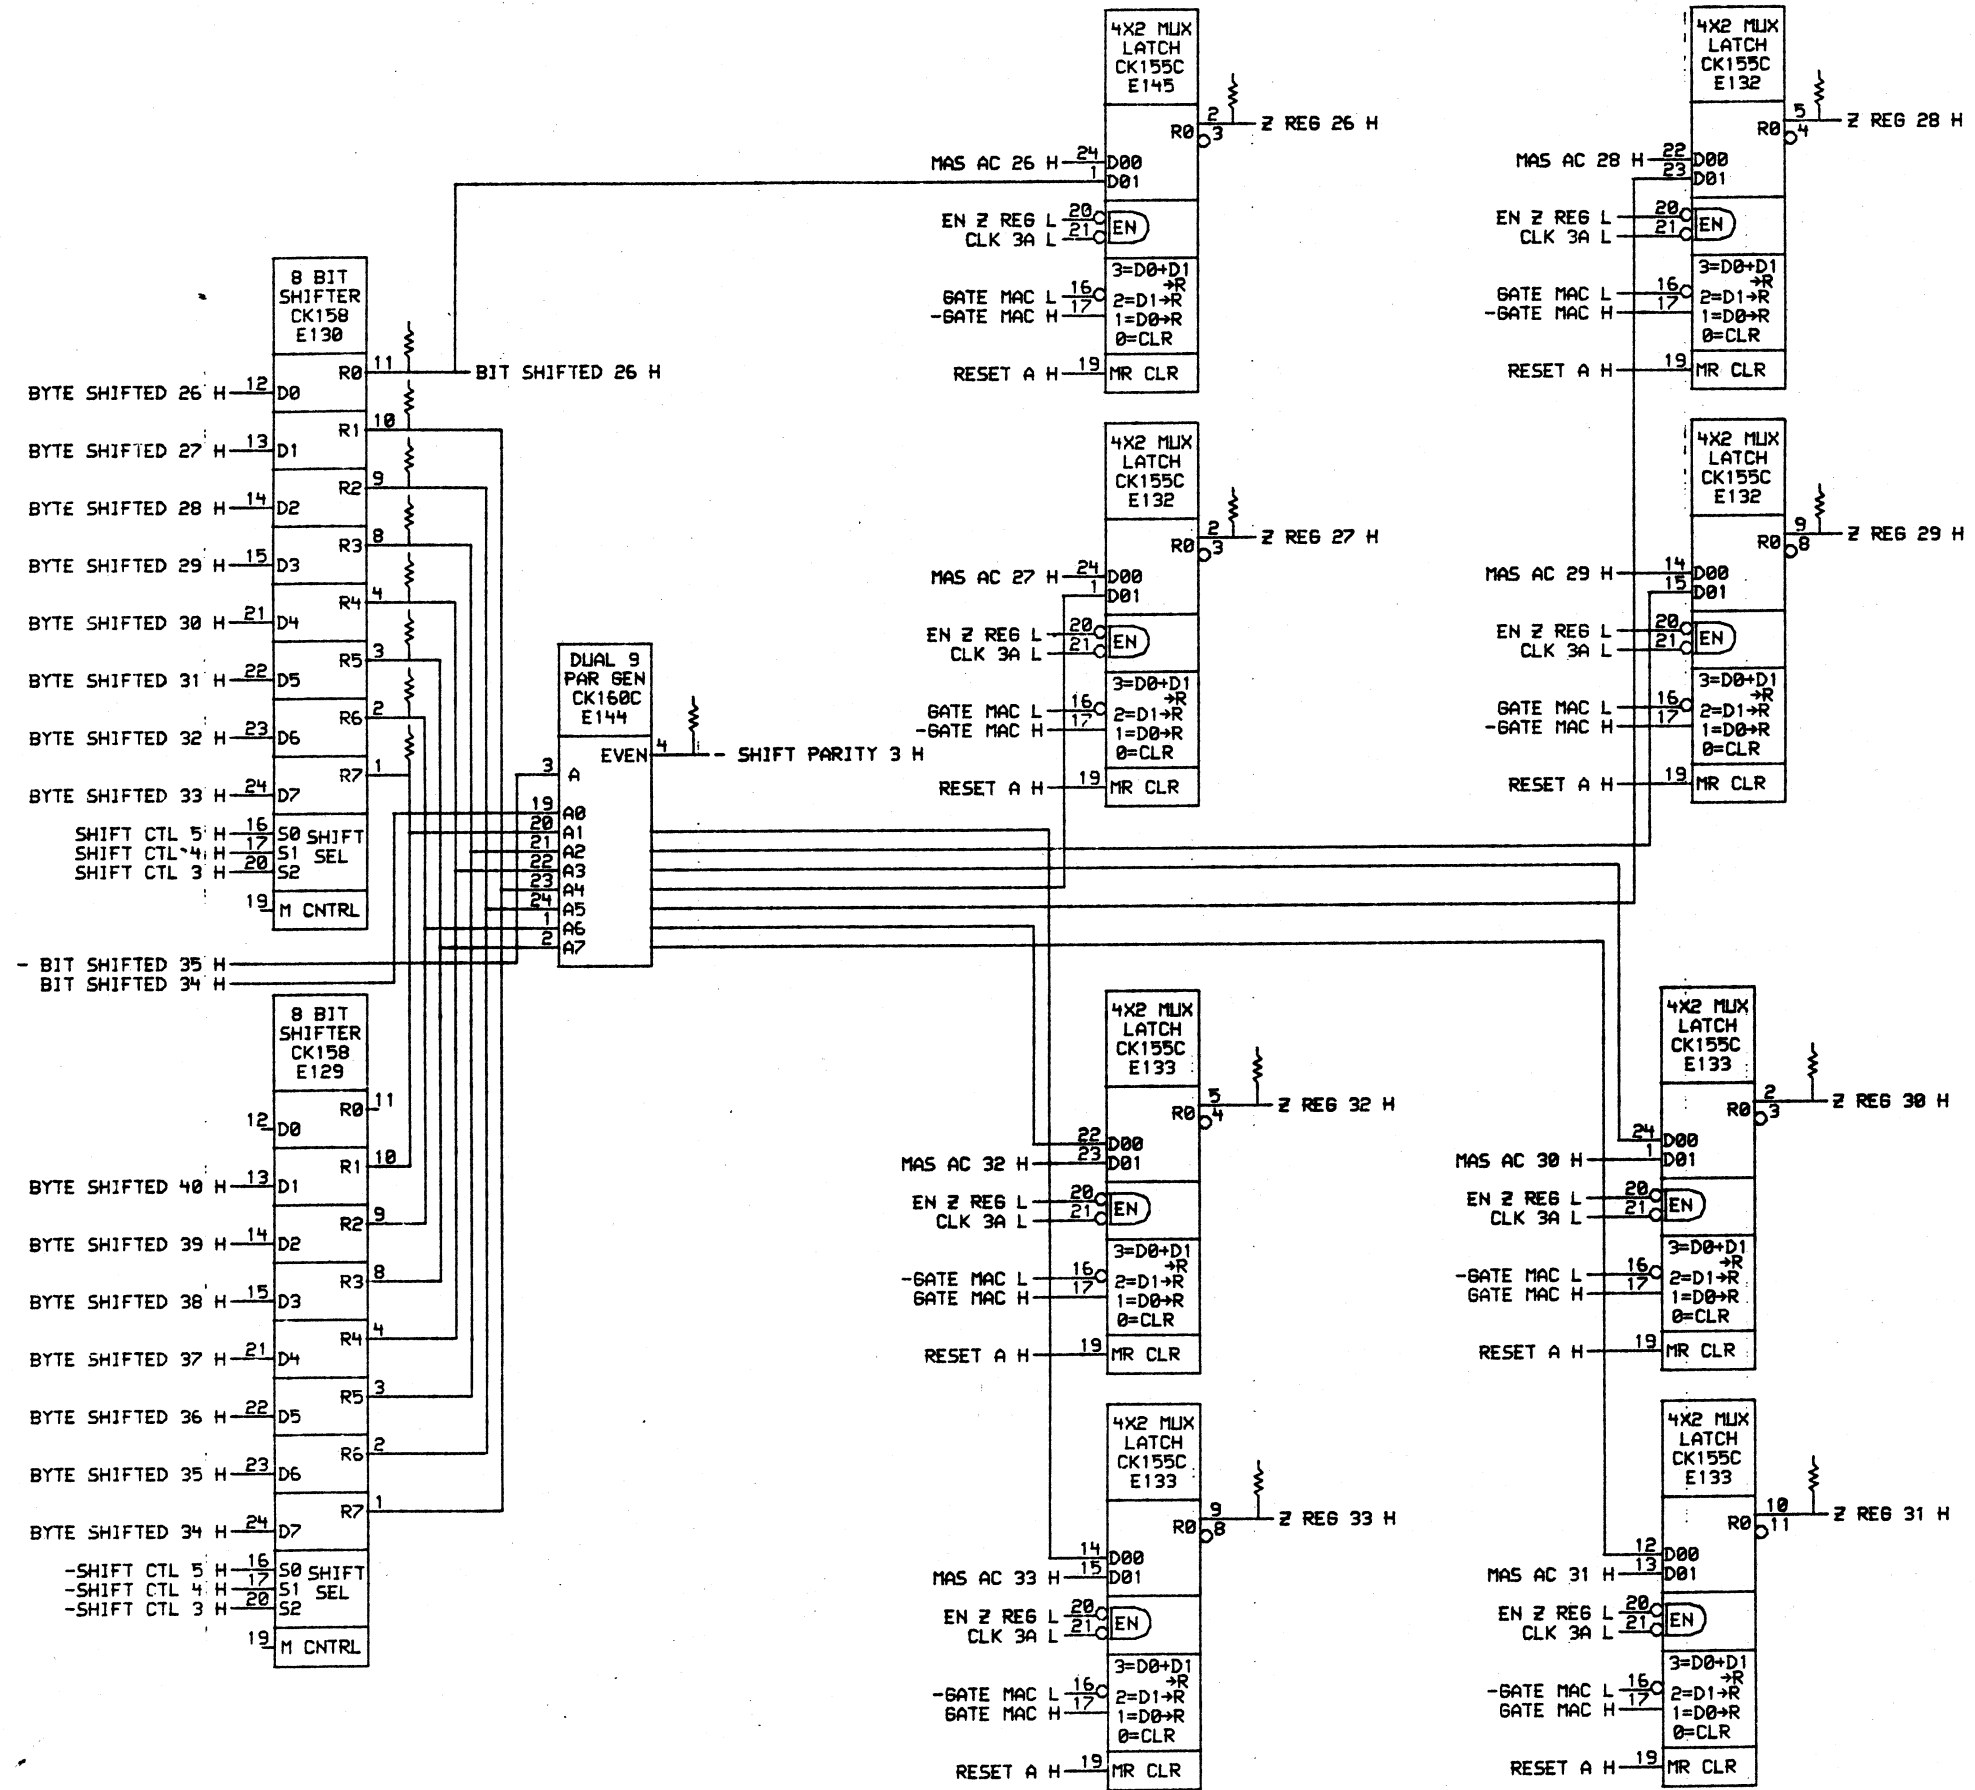 8 BIT
SHIFTER
CK158
E130
R0 11
BIT SHIFTED 26 H
BYTE SHIFTED 26 H 12 D0
R1 10
BYTE SHIFTED 27 H 13 D1
R2 9
BYTE SHIFTED 28 H 14 D2
R3 8
BYTE SHIFTED 29 H 15 D3
R4 4
BYTE SHIFTED 30 H 21 D4
R5 3
BYTE SHIFTED 31 H 22 D5
R6 2
BYTE SHIFTED 32 H 23 D6
R7 1
BYTE SHIFTED 33 H 24 D7
SHIFT CTL 5 H 16 S0 SHIFT
SHIFT CTL 4 H 17 S1 SEL
SHIFT CTL 3 H 20 S2
19 M CNTRL
- BIT SHIFTED 35 H
BIT SHIFTED 34 H
8 BIT
SHIFTER
CK158
E129
R0 11
12 D0
R1 10
BYTE SHIFTED 40 H 13 D1
R2 9
BYTE SHIFTED 39 H 14 D2
R3 8
BYTE SHIFTED 38 H 15 D3
R4 4
BYTE SHIFTED 37 H 21 D4
R5 3
BYTE SHIFTED 36 H 22 D5
R6 2
BYTE SHIFTED 35 H 23 D6
R7 1
BYTE SHIFTED 34 H 24 D7
-SHIFT CTL 5 H 16 S0 SHIFT
-SHIFT CTL 4 H 17 S1 SEL
-SHIFT CTL 3 H 20 S2
19 M CNTRL
DUAL 9
PAR GEN
CK160C
E144
EVEN 4 - SHIFT PARITY 3 H
3 A
19 A0
20 A1
21 A2
22 A3
23 A4
24 A5
1 A6
2 A7
4X2 MUX
LATCH
CK155C
E145
R0 2 3 Z REG 26 H
MAS AC 26 H 24 D00
1 D01
EN Z REG L 20 EN
CLK 3A L 21
3=D0+D1
→R
GATE MAC L 16 2=D1→R
-GATE MAC H 17 1=D0→R
0=CLR
RESET A H 19 MR CLR
4X2 MUX
LATCH
CK155C
E132
R0 2 3 Z REG 27 H
MAS AC 27 H 24 D00
1 D01
EN Z REG L 20 EN
CLK 3A L 21
3=D0+D1
→R
GATE MAC L 16 2=D1→R
-GATE MAC H 17 1=D0→R
0=CLR
RESET A H 19 MR CLR
4X2 MUX
LATCH
CK155C
E133
R0 5 4 Z REG 32 H
22 D00
MAS AC 32 H 23 D01
EN Z REG L 20 EN
CLK 3A L 21
3=D0+D1
→R
-GATE MAC L 16 2=D1→R
GATE MAC H 17 1=D0→R
0=CLR
RESET A H 19 MR CLR
4X2 MUX
LATCH
CK155C
E133
R0 9 8 Z REG 33 H
14 D00
MAS AC 33 H 15 D01
EN Z REG L 20 EN
CLK 3A L 21
3=D0+D1
→R
-GATE MAC L 16 2=D1→R
GATE MAC H 17 1=D0→R
0=CLR
RESET A H 19 MR CLR
4X2 MUX
LATCH
CK155C
E132
R0 5 4 Z REG 28 H
MAS AC 28 H 22 D00
23 D01
EN Z REG L 20 EN
CLK 3A L 21
3=D0+D1
→R
GATE MAC L 16 2=D1→R
-GATE MAC H 17 1=D0→R
0=CLR
RESET A H 19 MR CLR
4X2 MUX
LATCH
CK155C
E132
R0 9 8 Z REG 29 H
MAS AC 29 H 14 D00
15 D01
EN Z REG L 20 EN
CLK 3A L 21
3=D0+D1
→R
GATE MAC L 16 2=D1→R
-GATE MAC H 17 1=D0→R
0=CLR
RESET A H 19 MR CLR
4X2 MUX
LATCH
CK155C
E133
R0 2 3 Z REG 30 H
24 D00
MAS AC 30 H 1 D01
EN Z REG L 20 EN
CLK 3A L 21
3=D0+D1
→R
-GATE MAC L 16 2=D1→R
GATE MAC H 17 1=D0→R
0=CLR
RESET A H 19 MR CLR
4X2 MUX
LATCH
CK155C
E133
R0 10 11 Z REG 31 H
12 D00
MAS AC 31 H 13 D01
EN Z REG L 20 EN
CLK 3A L 21
3=D0+D1
→R
-GATE MAC L 16 2=D1→R
GATE MAC H 17 1=D0→R
0=CLR
RESET A H 19 MR CLR